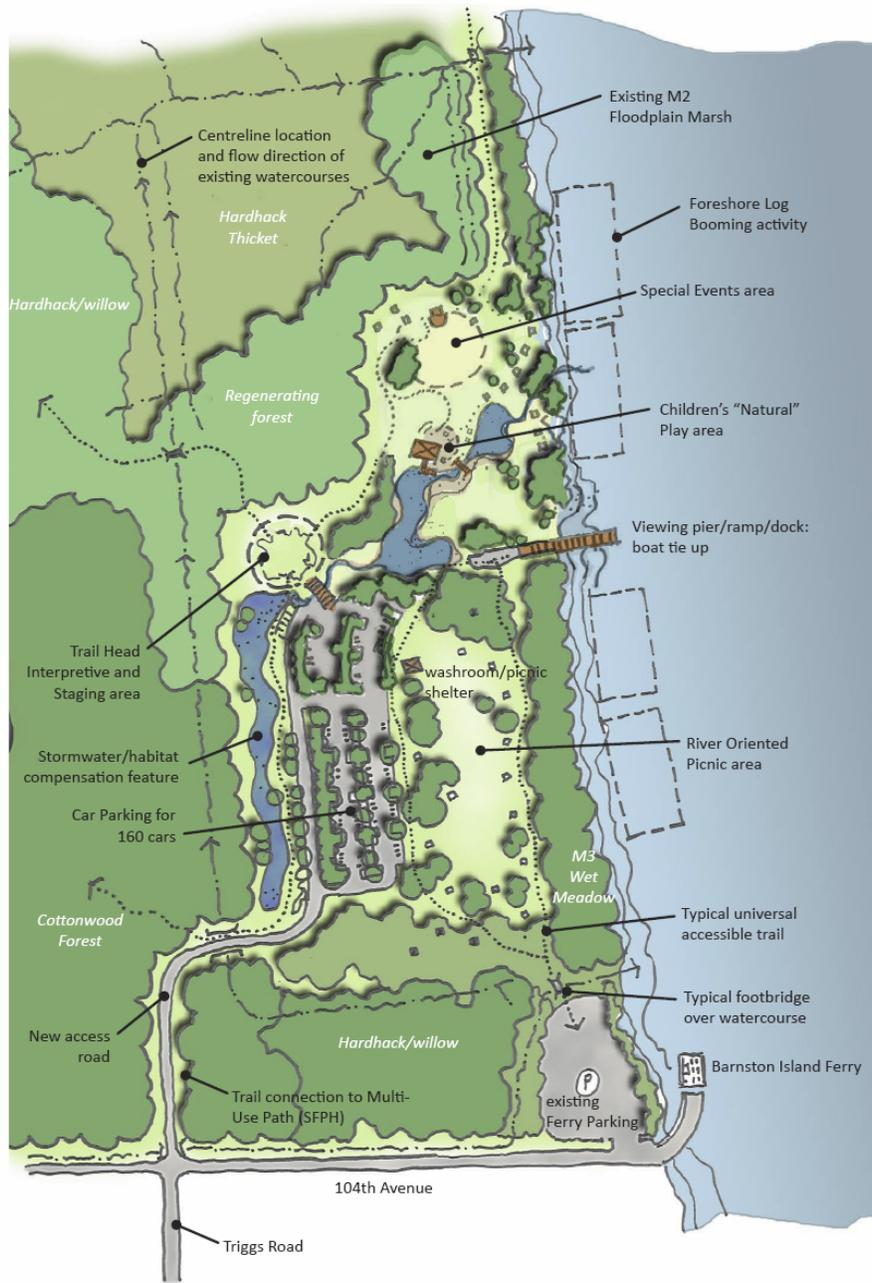 Existing M2
Floodplain Marsh
Centreline location
and flow direction of
existing watercourses
Foreshore Log
Booming activity
Hardhack
Thicket
Special Events area
Hardhack/willow
Regenerating
forest
Children's “Natural”
Play area
Viewing pier/ramp/dock:
boat tie up
Trail Head
Interpretive and
Staging area
washroom/picnic
shelter
River Oriented
Picnic area
Stormwater/habitat
compensation feature
Car Parking for
160 cars
M3
Wet
Meadow
Cottonwood
Forest
Typical universal
accessible trail
Typical footbridge
over watercourse
New access
road
Hardhack/willow
Barnston Island Ferry
Trail connection to Multi-
Use Path (SFPH)
P
existing
Ferry Parking
104th Avenue
Triggs Road